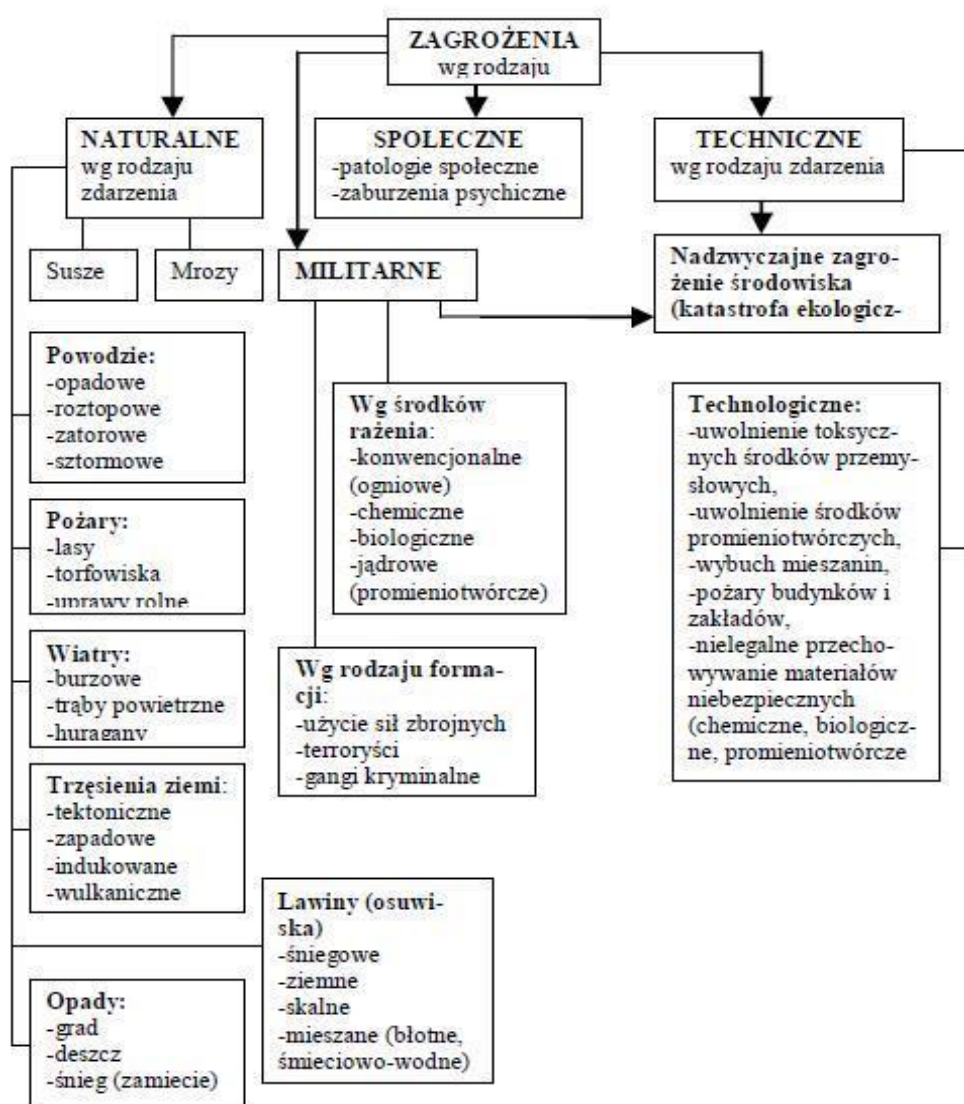 ZAGROŻENIA
wg rodzaju
NATURALNE
wg rodzaju
zdarzenia
SPOŁECZNE
-patologie społeczne
-zaburzenia psychiczne
TECHNICZNE
wg rodzaju zdarzenia
Susze
Mrozy
MILITARNE
Nadzwyczajne zagro-
żenie środowiska
(katastrofa ekologicz-
Powodzie:
-opadowe
-roztopowe
-zatorowe
-sztormowe
Wg środków
rażenia:
-konwencjonalne
(ogniowe)
-chemiczne
-biologiczne
-jądrowe
(promieniotwórcze)
Technologiczne:
-uwolnienie toksycz-
nych środków przemy-
słowych,
-uwolnienie środków
promieniotwórczych,
-wybuch mieszanin,
-pożary budynków i
zakładów,
-nielegalne przecho-
wywanie materiałów
niebezpiecznych
(chemiczne, biologicz-
ne, promieniotwórcze
Pożary:
-lasy
-torfowiska
-uprawy rolne
Wiatry:
-burzowe
-trąby powietrzne
-huragany
Wg rodzaju forma-
cji:
-użycie sił zbrojnych
-terroryści
-gangi kryminalne
Trzęsienia ziemi:
-tektoniczne
-zapadowe
-indukowane
-wulkaniczne
Lawiny (osuwi-
ska)
-śniegowe
-ziemne
-skalne
-mieszane (błotne,
śmieciowo-wodne)
Opady:
-grad
-deszcz
-śnieg (zamiecie)